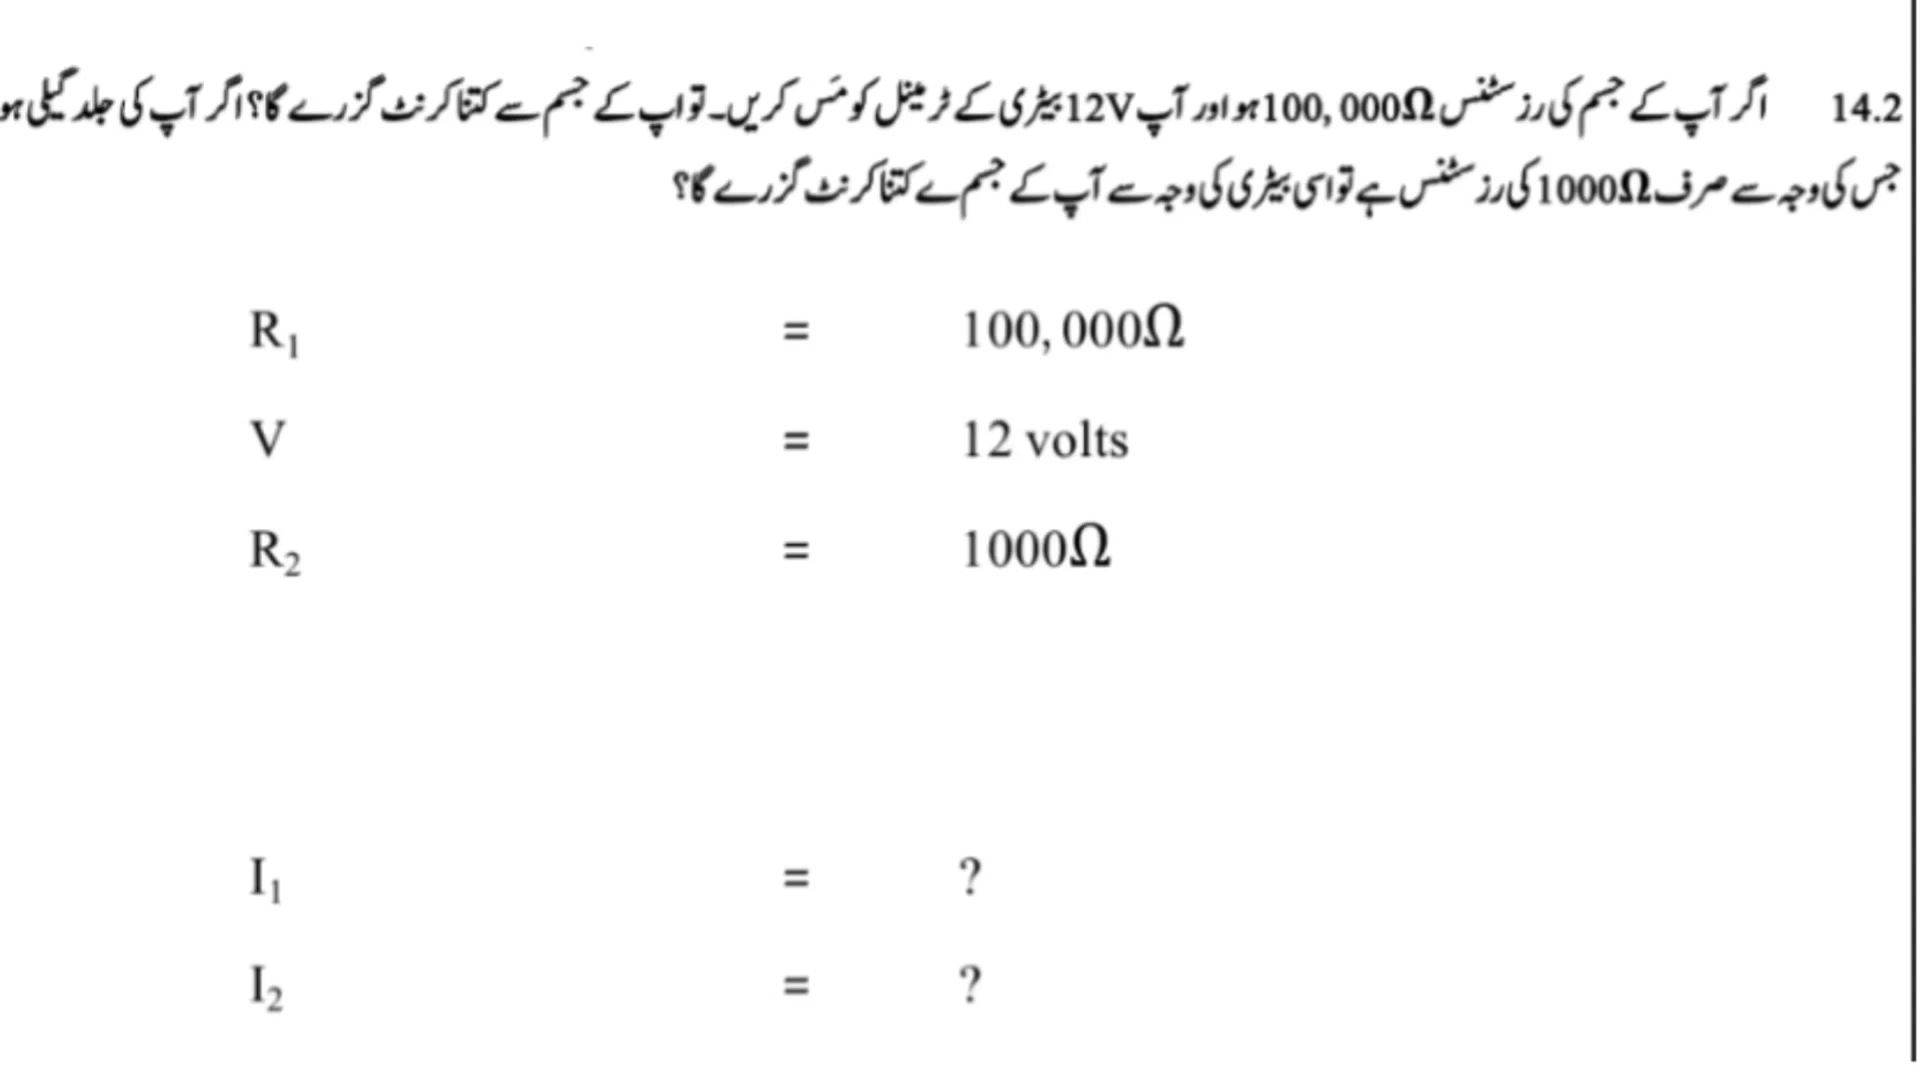 14.2 اگر آپ کے جسم کی رزسٹنس 100,000Ω ہو اور آپ 12V بیٹری کے ٹرمینل کو مَس کریں۔ تو اپ کے جسم سے کتنا کرنٹ گزرے گا؟ اگر آپ کی جلد گیلی ہو
جس کی وجہ سے صرف 1000Ω کی رزسٹنس ہے تو اسی بیٹری کی وجہ سے آپ کے جسم ے کتنا کرنٹ گزرے گا؟
R₁ = 100,000Ω
V = 12 volts
R₂ = 1000Ω
I₁ = ?
I₂ = ?